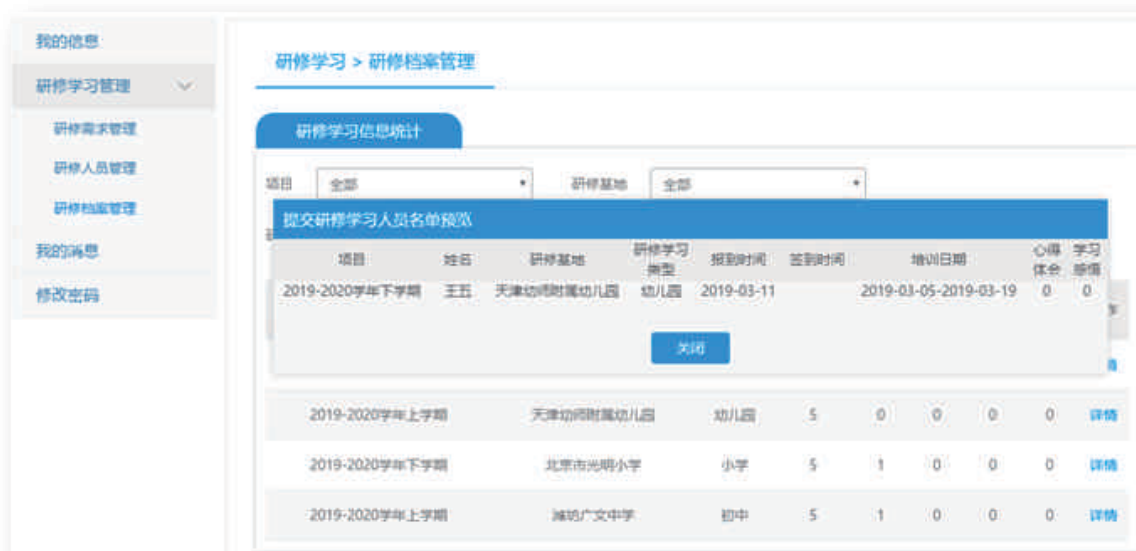 我的信息
研修学习管理
研修需求管理
研修人员管理
研修档案管理
我的消息
修改密码
研修学习 > 研修档案管理
研修学习信息统计
项目 全部 研修基地 全部
提交研修学习人员名单预览
项目 姓名 研修基地 研修学习类型 报到时间 签到时间 培训日期 心得体会 学习感悟
2019-2020学年下学期 王五 天津幼师附属幼儿园 幼儿园 2019-03-11 2019-03-05-2019-03-19 0 0
关闭
2019-2020学年上学期 天津幼师附属幼儿园 幼儿园 5 0 0 0 0 详情
2019-2020学年下学期 北京市光明小学 小学 5 1 0 0 0 详情
2019-2020学年上学期 潍坊广文中学 初中 5 1 0 0 0 详情